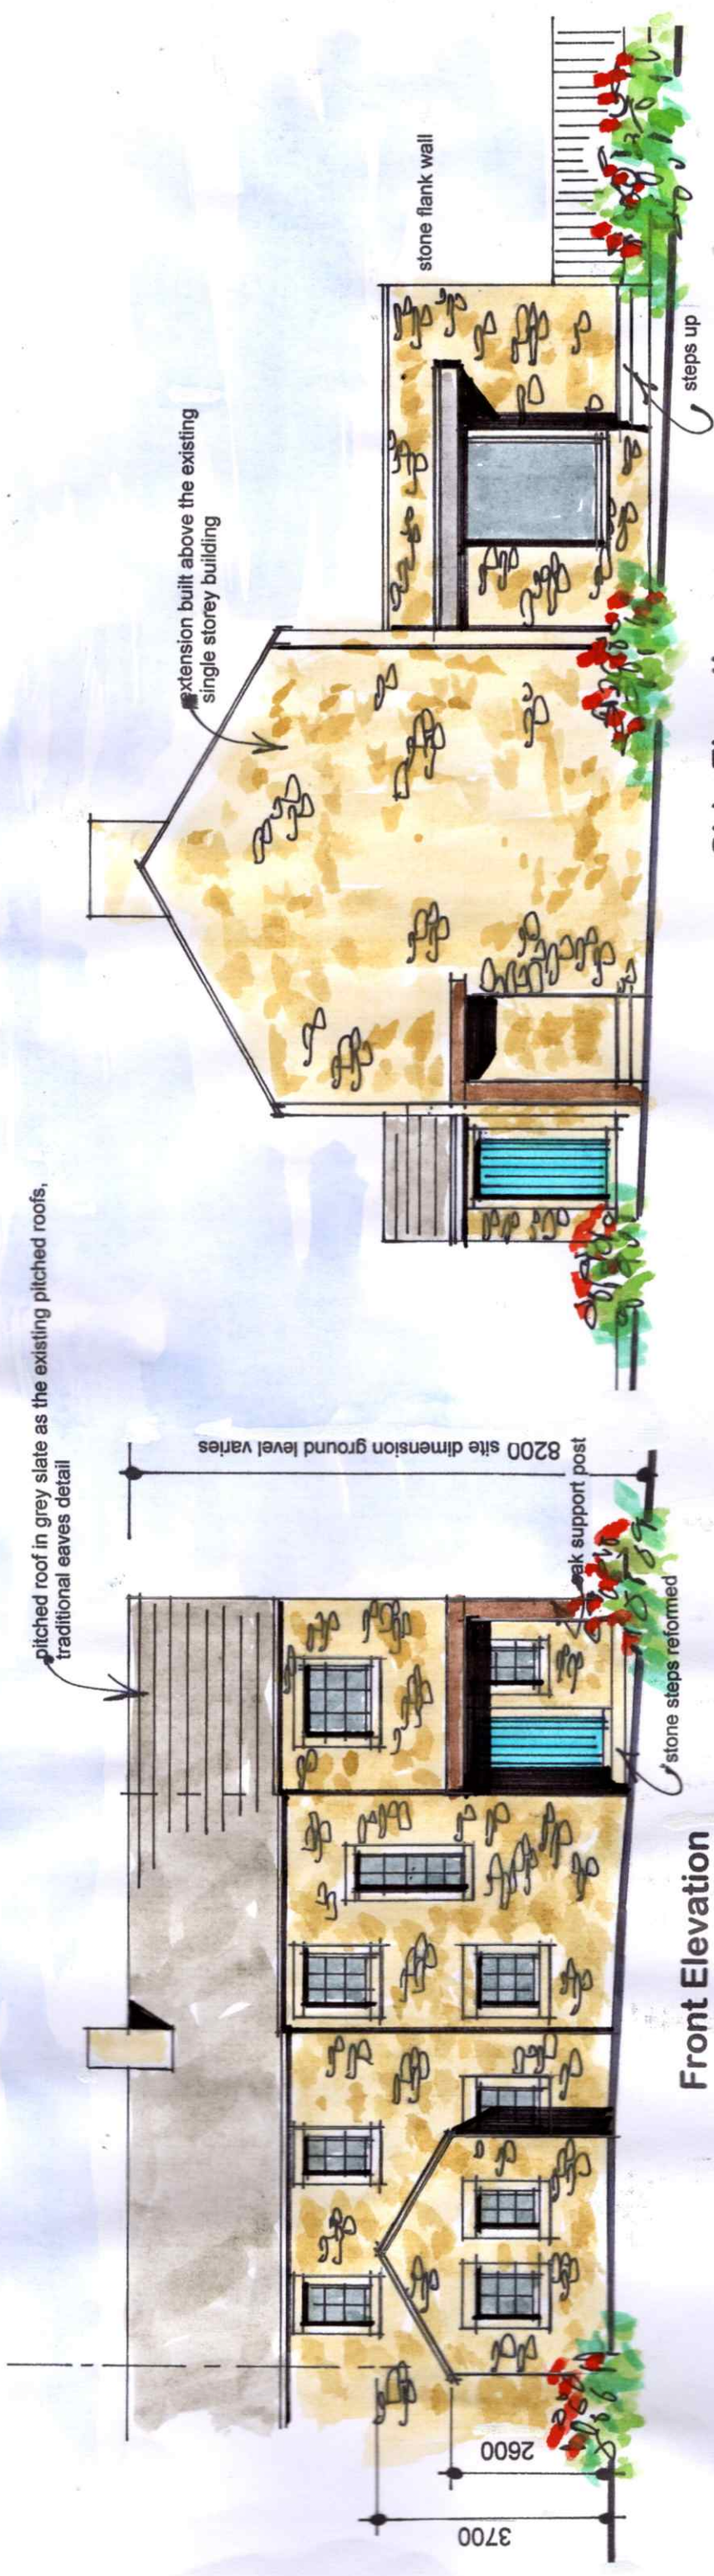 pitched roof in grey slate as the existing pitched roofs,
traditional eaves detail
8200 site dimension ground level varies
oak support post
stone steps reformed
3700
2600
Front Elevation
extension built above the existing
single storey building
stone flank wall
steps up